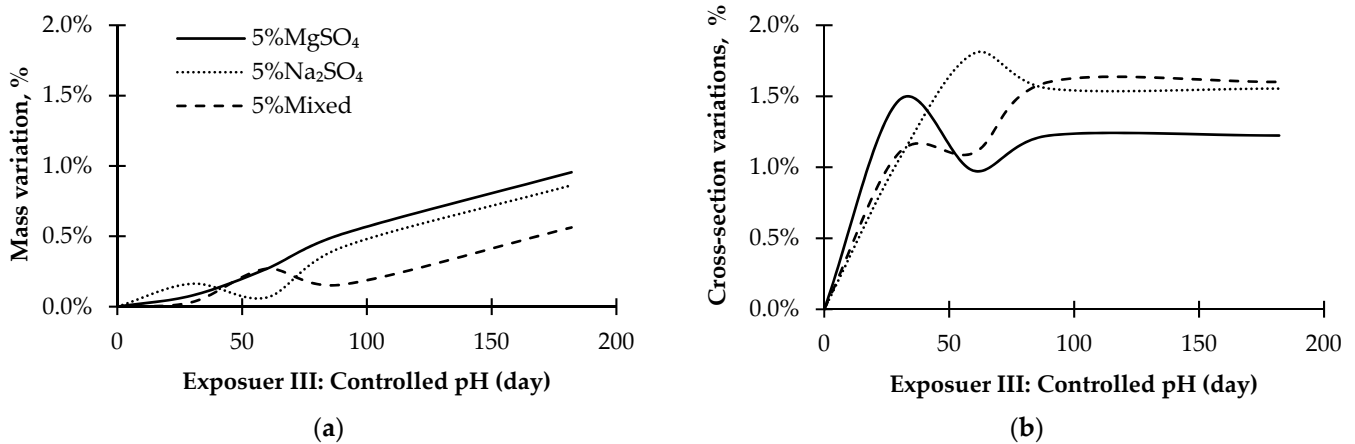 2.0%
1.5%
1.0%
0.5%
0.0%
Mass variation, %
5%MgSO₄
5%Na₂SO₄
5%Mixed
0 50 100 150 200
Exposuer III: Controlled pH (day)
(a)
2.0%
1.5%
1.0%
0.5%
0.0%
Cross-section variations, %
0 50 100 150 200
Exposuer III: Controlled pH (day)
(b)